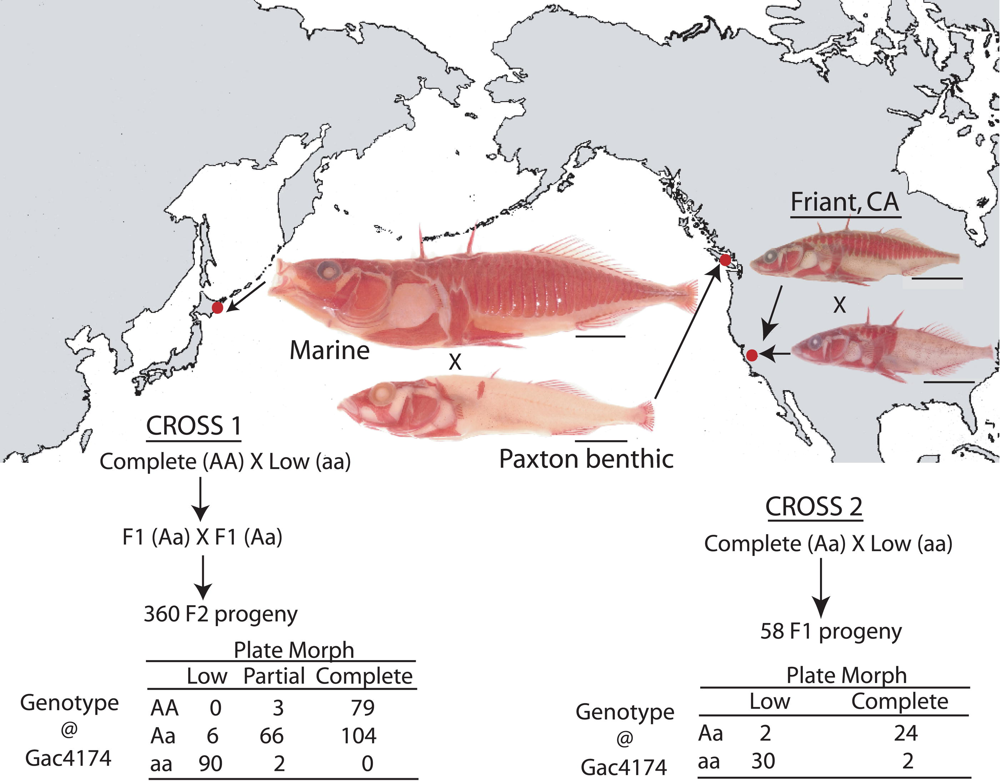 Friant, CA
X
Marine
X
Paxton benthic
CROSS 1
Complete (AA) X Low (aa)
F1 (Aa) X F1 (Aa)
360 F2 progeny
Plate Morph
Low Partial Complete
Genotype
@
Gac4174
AA 0 3 79
Aa 6 66 104
aa 90 2 0
CROSS 2
Complete (Aa) X Low (aa)
58 F1 progeny
Plate Morph
Low Complete
Genotype
@
Gac4174
Aa 2 24
aa 30 2